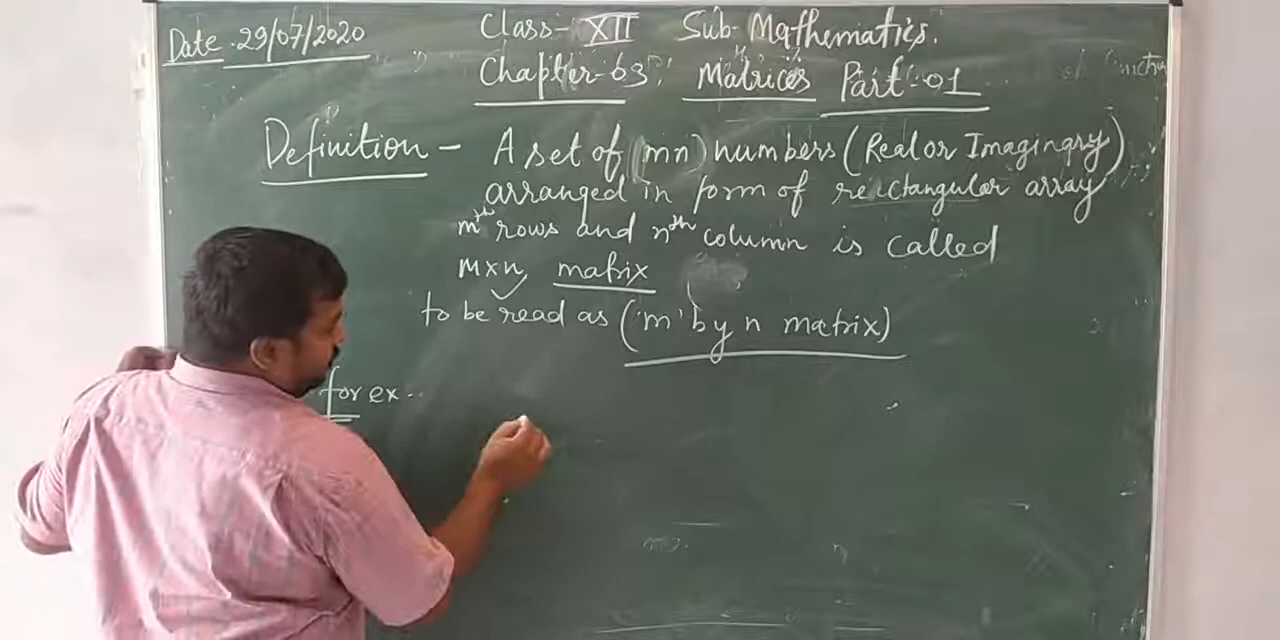 Date. 29/07/2020
Class- XII Sub- Mathematics.
Chapter-03: Matrices Part-01
Definition - A set of (mn) numbers (Real or Imaginary)
arranged in form of rectangular array
mth rows and nth column is called
m×n, matrix
to be read as ('m' by n matrix)
for ex..